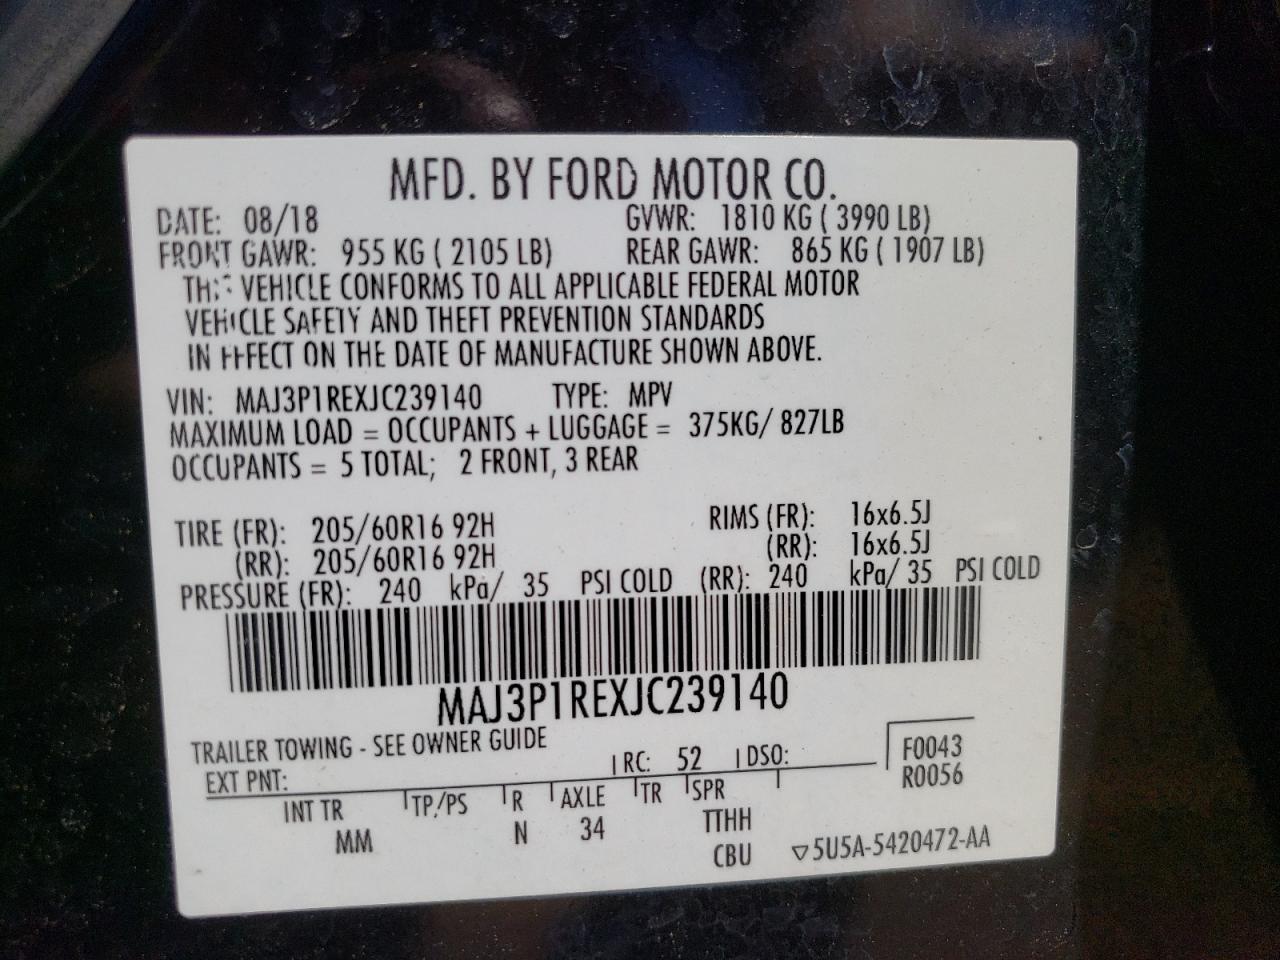 MFD. BY FORD MOTOR CO.
DATE: 08/18 GVWR: 1810 KG ( 3990 LB)
FRONT GAWR: 955 KG ( 2105 LB) REAR GAWR: 865 KG ( 1907 LB)
THIS VEHICLE CONFORMS TO ALL APPLICABLE FEDERAL MOTOR
VEHICLE SAFETY AND THEFT PREVENTION STANDARDS
IN EFFECT ON THE DATE OF MANUFACTURE SHOWN ABOVE.
VIN: MAJ3P1REXJC239140 TYPE: MPV
MAXIMUM LOAD = OCCUPANTS + LUGGAGE = 375KG/ 827LB
OCCUPANTS = 5 TOTAL; 2 FRONT, 3 REAR
TIRE (FR): 205/60R16 92H RIMS (FR): 16x6.5J
(RR): 205/60R16 92H (RR): 16x6.5J
PRESSURE (FR): 240 kPa/ 35 PSI COLD (RR): 240 kPa/ 35 PSI COLD
MAJ3P1REXJC239140
TRAILER TOWING - SEE OWNER GUIDE
EXT PNT: RC: 52 DSO: F0043
R0056
INT TR TP/PS R AXLE TR SPR
MM N 34 TTHH
CBU ▽5U5A-5420472-AA